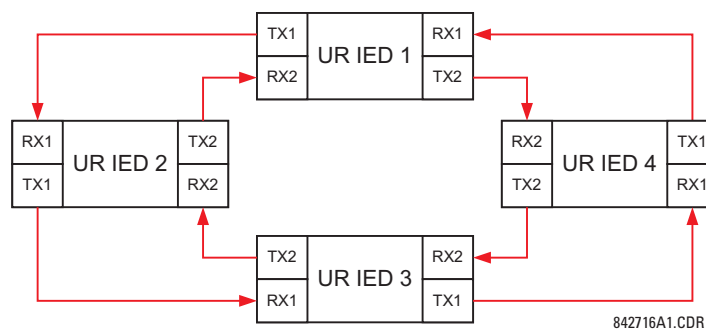 TX1 UR IED 1 RX1
RX2 TX2
RX1 UR IED 2 TX2
TX1 RX2
RX2 UR IED 4 TX1
TX2 RX1
TX2 UR IED 3 RX2
RX1 TX1
842716A1.CDR